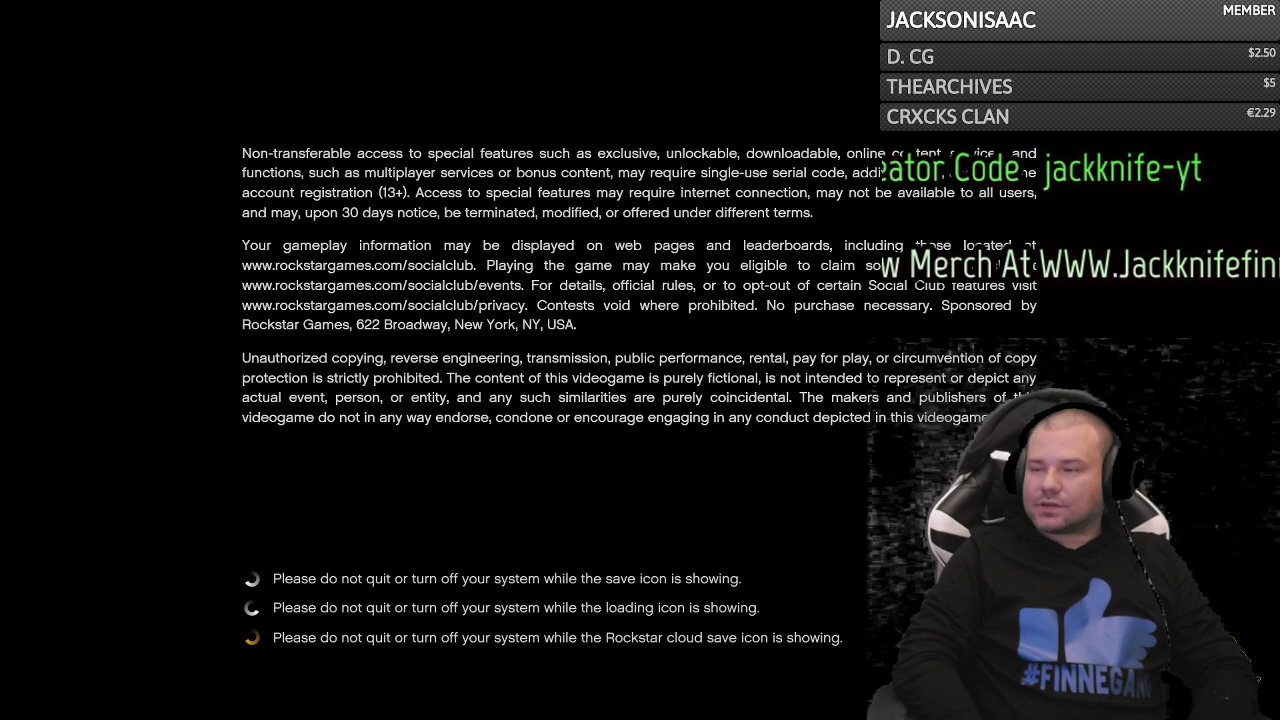 JACKSONISAAC MEMBER
D. CG $2.50
THEARCHIVES $5
CRXCKS CLAN €2.29
eator Code jackknife-yt
w Merch At WWW.Jackknifefinn
Non-transferable access to special features such as exclusive, unlockable, downloadable, online content, services, and
functions, such as multiplayer services or bonus content, may require single-use serial code,
account registration (13+). Access to special features may require internet connection, may not be available to all users,
and may, upon 30 days notice, be terminated, modified, or offered under different terms.
Your gameplay information may be displayed on web pages and leaderboards, including those located at
www.rockstargames.com/socialclub. Playing the game may make you eligible to claim
www.rockstargames.com/socialclub/events. For details, official rules, or to opt-out of certain Social Club features visit
www.rockstargames.com/socialclub/privacy. Contests void where prohibited. No purchase necessary. Sponsored by
Rockstar Games, 622 Broadway, New York, NY, USA.
Unauthorized copying, reverse engineering, transmission, public performance, rental, pay for play, or circumvention of copy
protection is strictly prohibited. The content of this videogame is purely fictional, is not intended to represent or depict any
actual event, person, or entity, and any such similarities are purely coincidental. The makers and publishers of this
videogame do not in any way endorse, condone or encourage engaging in any conduct depicted in this videogame
Please do not quit or turn off your system while the save icon is showing.
Please do not quit or turn off your system while the loading icon is showing.
Please do not quit or turn off your system while the Rockstar cloud save icon is showing.
#FINNEGANG